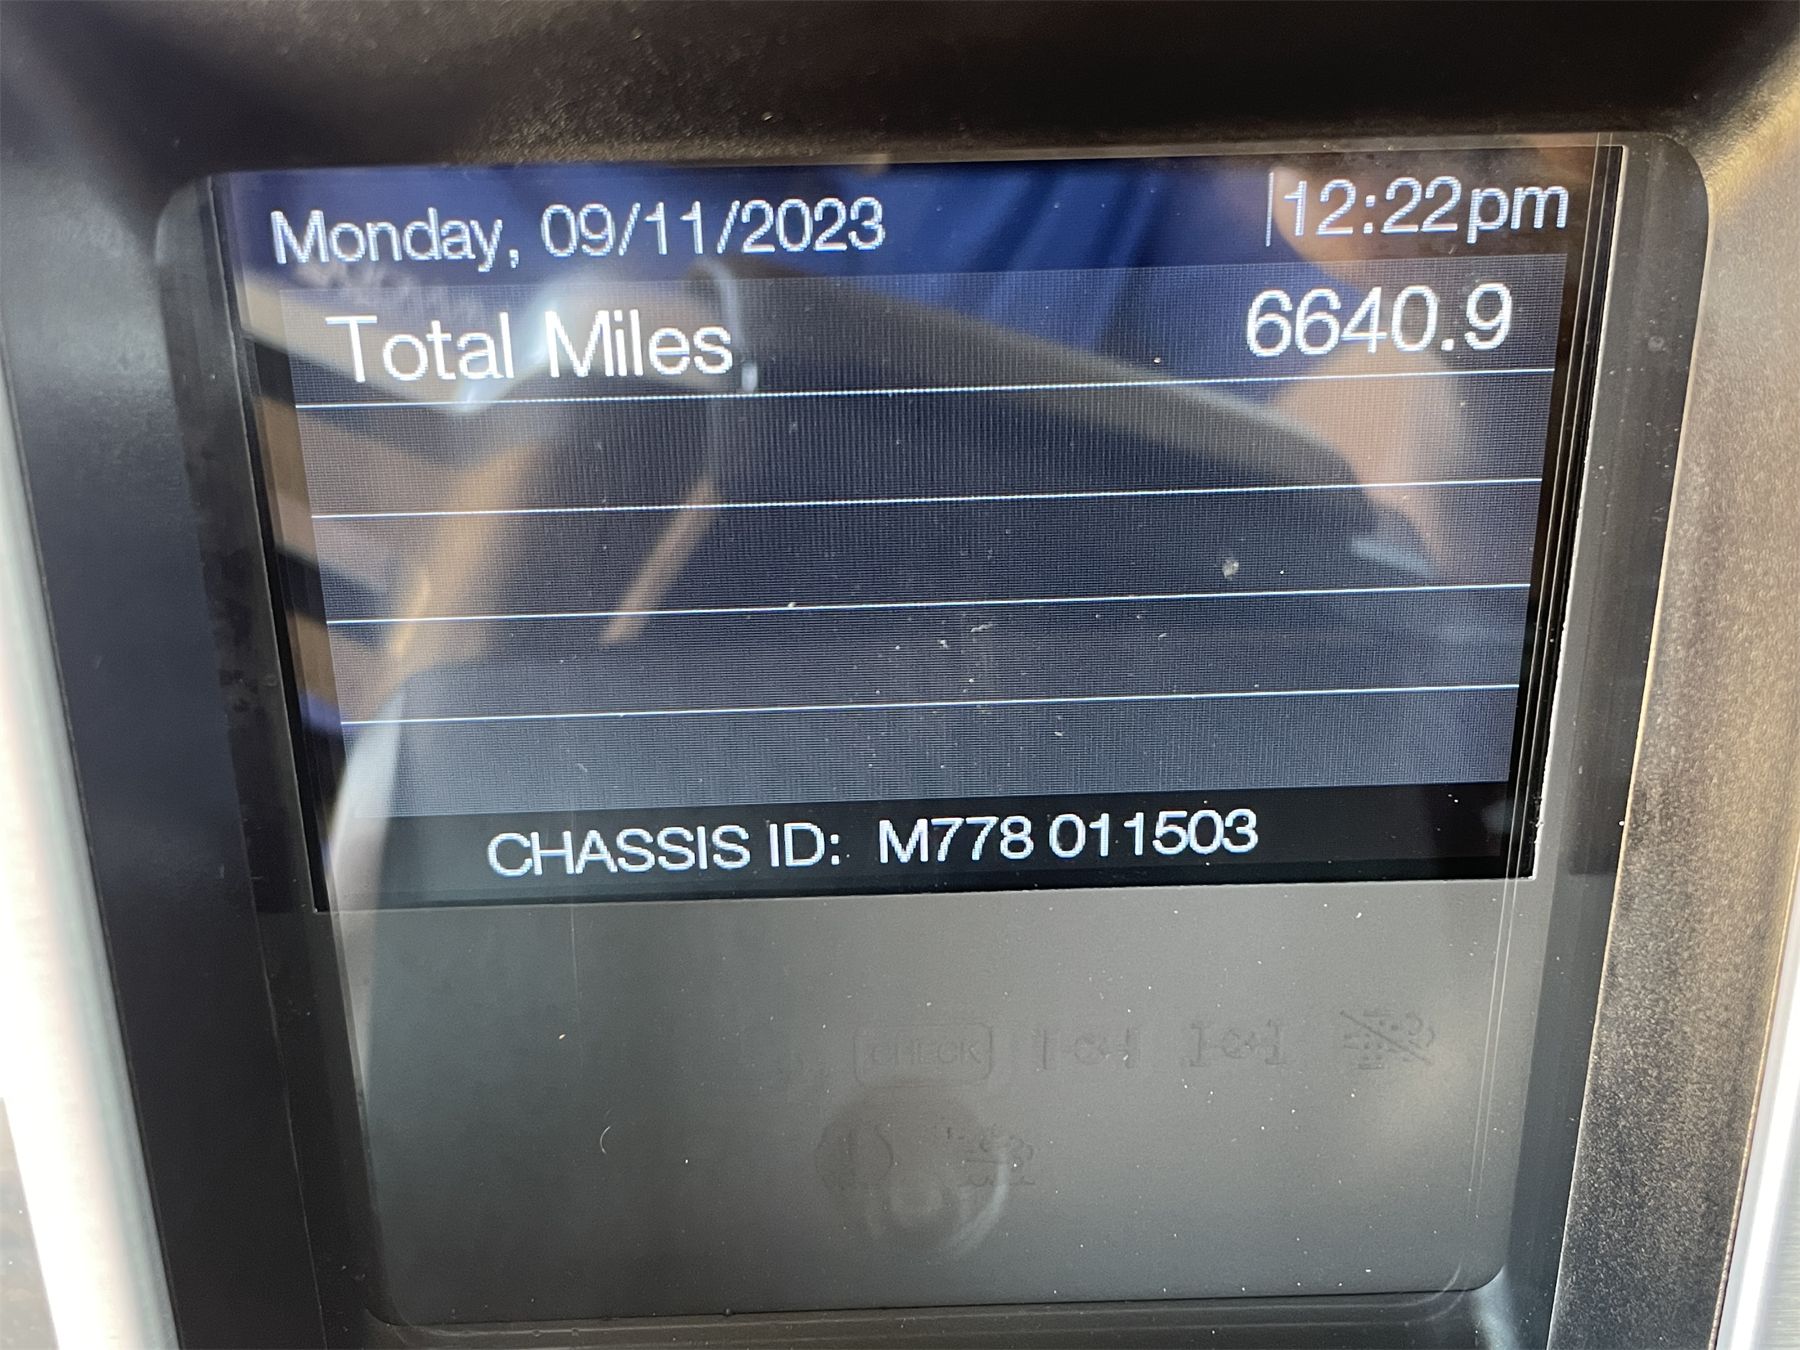 Monday, 09/11/2023 12:22pm
Total Miles 6640.9
CHASSIS ID: M778 011503
CHECK